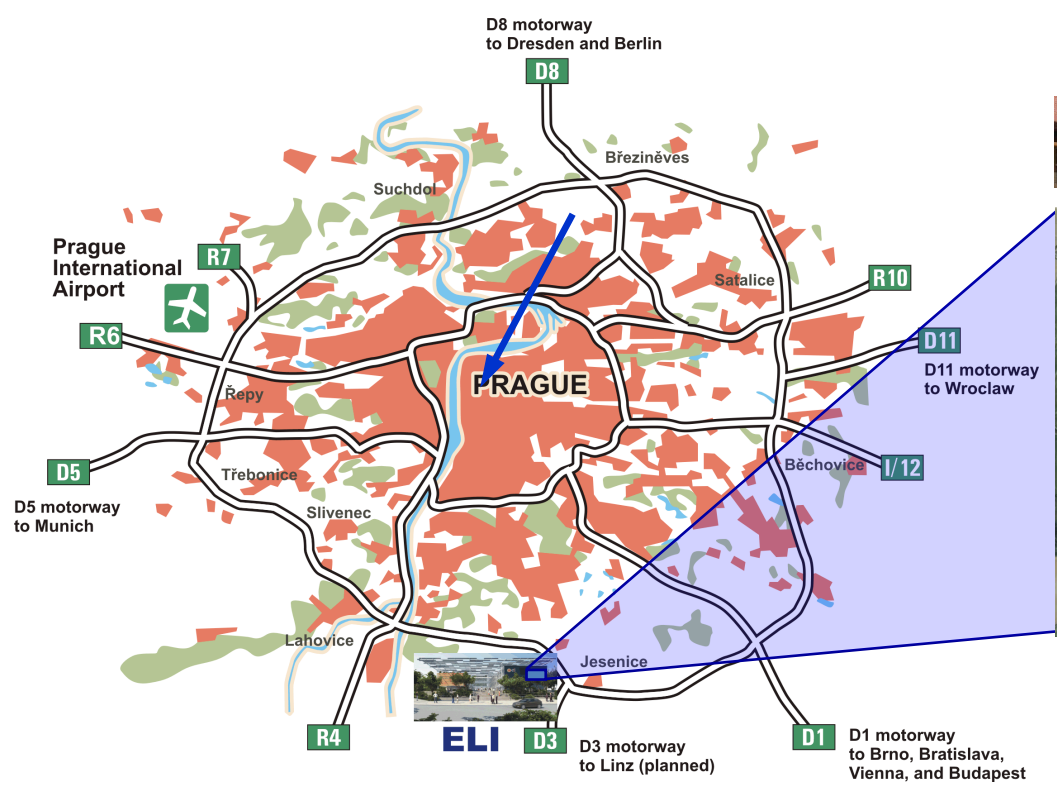 D8 motorway
to Dresden and Berlin
D8
Březiněves
Suchdol
Prague
International
Airport
R7
Satalice
R10
R6
D11
D11 motorway
to Wroclaw
PRAGUE
Řepy
D5
Třebonice
Běchovice
I/12
D5 motorway
to Munich
Slivenec
Lahovice
Jesenice
R4
ELI
D3
D3 motorway
to Linz (planned)
D1
D1 motorway
to Brno, Bratislava,
Vienna, and Budapest